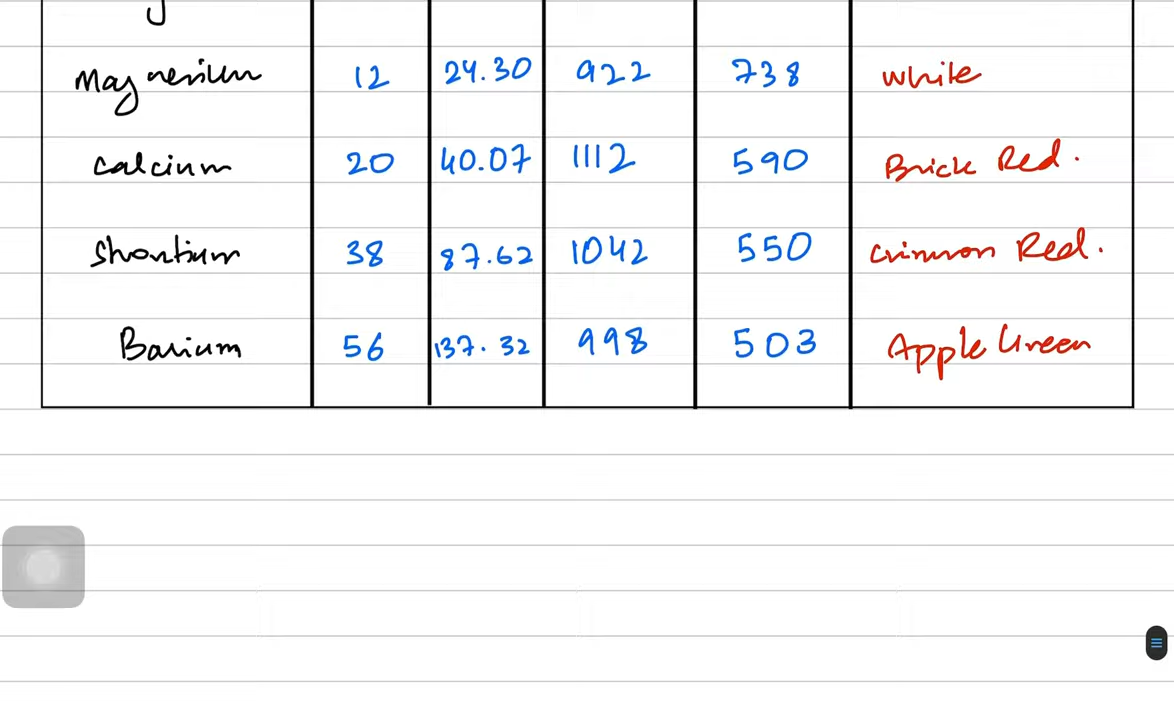 Magnesium 12 24.30 922 738 White
Calcium 20 40.07 1112 590 Brick Red.
Strontium 38 87.62 1042 550 Crimson Red.
Barium 56 137.32 998 503 Apple Green